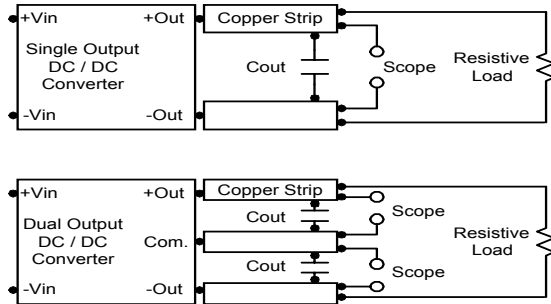 +Vin +Out Copper Strip
Single Output
DC / DC
Converter
Cout Scope Resistive
Load
-Vin -Out
+Vin +Out Copper Strip
Cout Scope
Dual Output
DC / DC
Converter
Com. Resistive
Load
Cout Scope
-Vin -Out